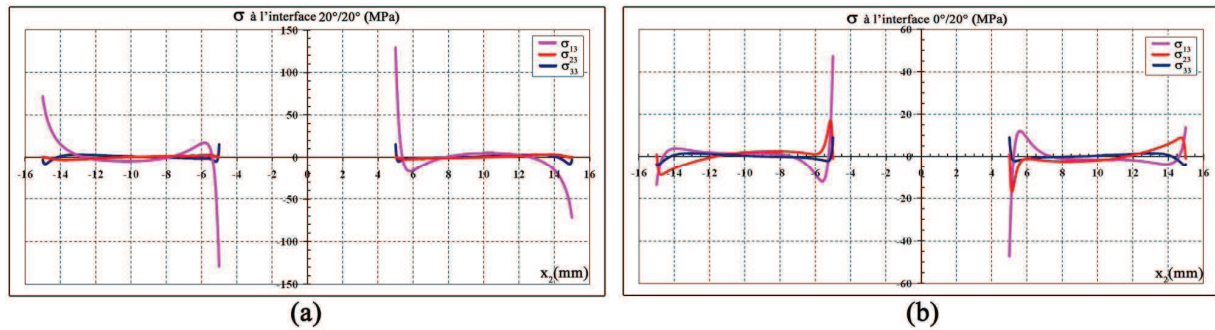 σ à l'interface 20°/20° (MPa)
150
100
50
0
-50
-100
-150
-16 -14 -12 -10 -8 -6 -4 -2 0 2 4 6 8 10 12 14 16
σ13
σ23
σ33
x2(mm)
(a)
σ à l'interface 0°/20° (MPa)
60
40
20
0
-20
-40
-60
-16 -14 -12 -10 -8 -6 -4 -2 0 2 4 6 8 10 12 14 16
σ13
σ23
σ33
x2(mm)
(b)